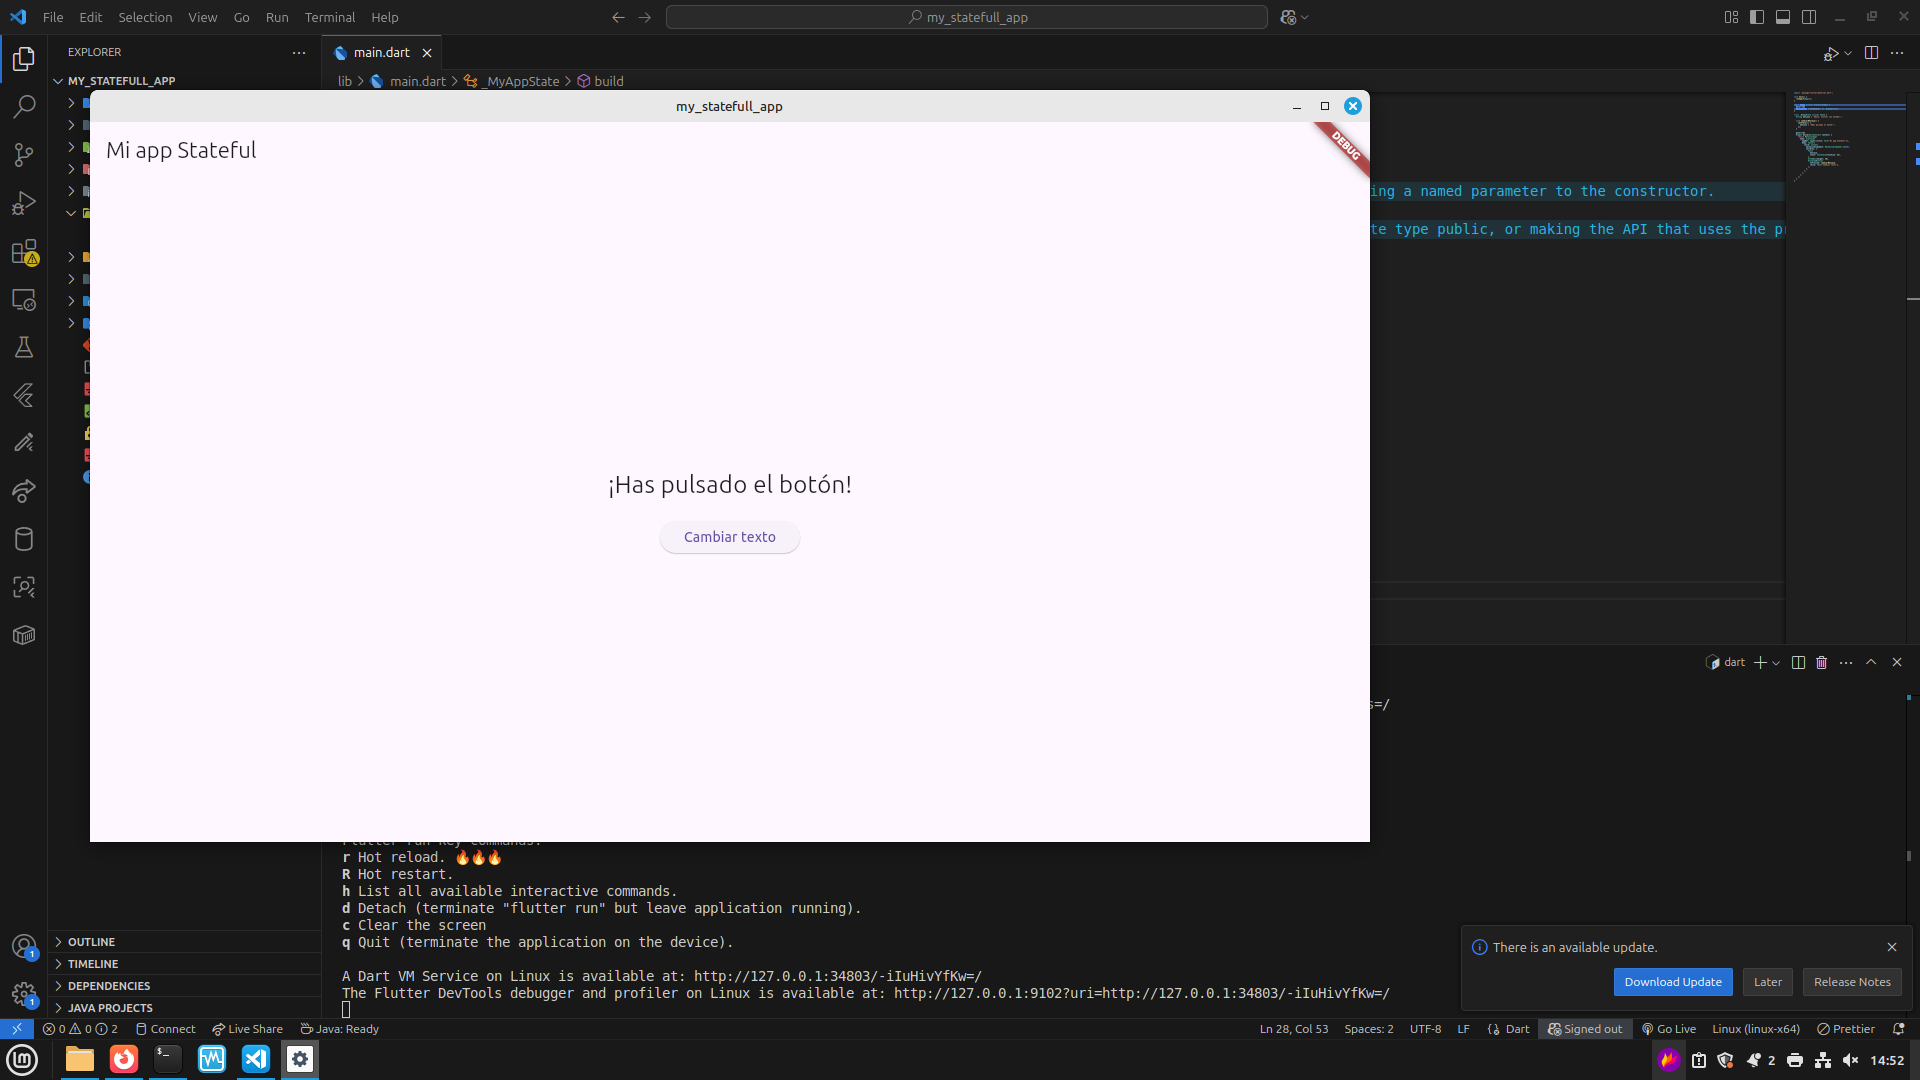 File Edit Selection View Go Run Terminal Help
my_statefull_app
EXPLORER
main.dart
MY_STATEFULL_APP
lib > main.dart > _MyAppState > build
my_statefull_app
Mi app Stateful
DEBUG
ing a named parameter to the constructor.
te type public, or making the API that uses the
¡Has pulsado el botón!
Cambiar texto
dart
s=/
Flutter run key commands.
r Hot reload. 🔥🔥🔥
R Hot restart.
h List all available interactive commands.
d Detach (terminate "flutter run" but leave application running).
c Clear the screen
q Quit (terminate the application on the device).
A Dart VM Service on Linux is available at: http://127.0.0.1:34803/-iIuHivYfKw=/
The Flutter DevTools debugger and profiler on Linux is available at: http://127.0.0.1:9102?uri=http://127.0.0.1:34803/-iIuHivYfKw=/
OUTLINE
TIMELINE
DEPENDENCIES
JAVA PROJECTS
There is an available update.
Download Update Later Release Notes
1
1
0 0 2 Connect Live Share Java: Ready
Ln 28, Col 53 Spaces: 2 UTF-8 LF Dart Signed out Go Live Linux (linux-x64) Prettier
2 14:52